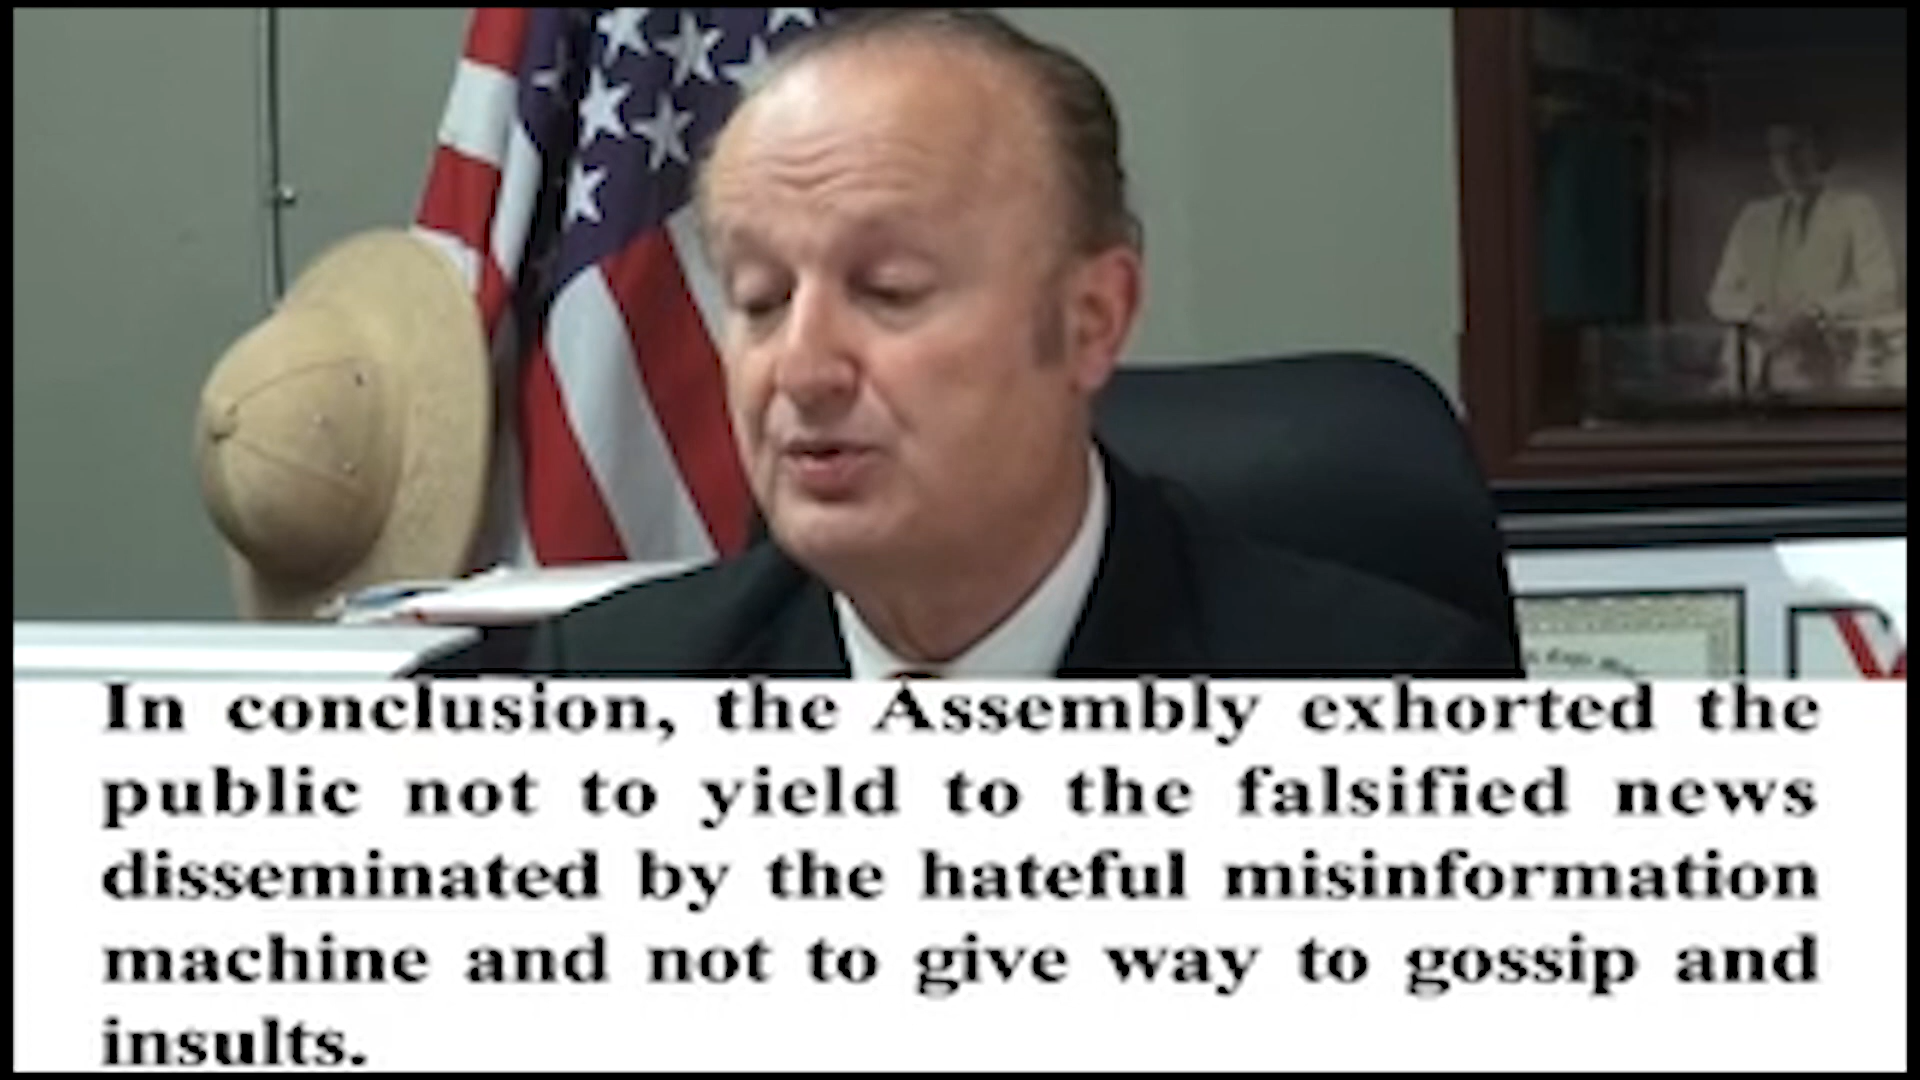 In conclusion, the Assembly exhorted the
public not to yield to the falsified news
disseminated by the hateful misinformation
machine and not to give way to gossip and
insults.